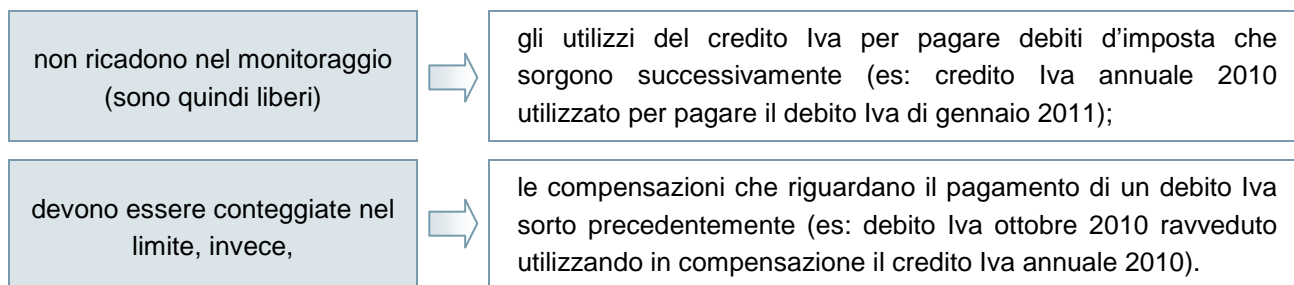 non ricadono nel monitoraggio
(sono quindi liberi)
gli utilizzi del credito Iva per pagare debiti d'imposta che
sorgono successivamente (es: credito Iva annuale 2010
utilizzato per pagare il debito Iva di gennaio 2011);
devono essere conteggiate nel
limite, invece,
le compensazioni che riguardano il pagamento di un debito Iva
sorto precedentemente (es: debito Iva ottobre 2010 ravveduto
utilizzando in compensazione il credito Iva annuale 2010).